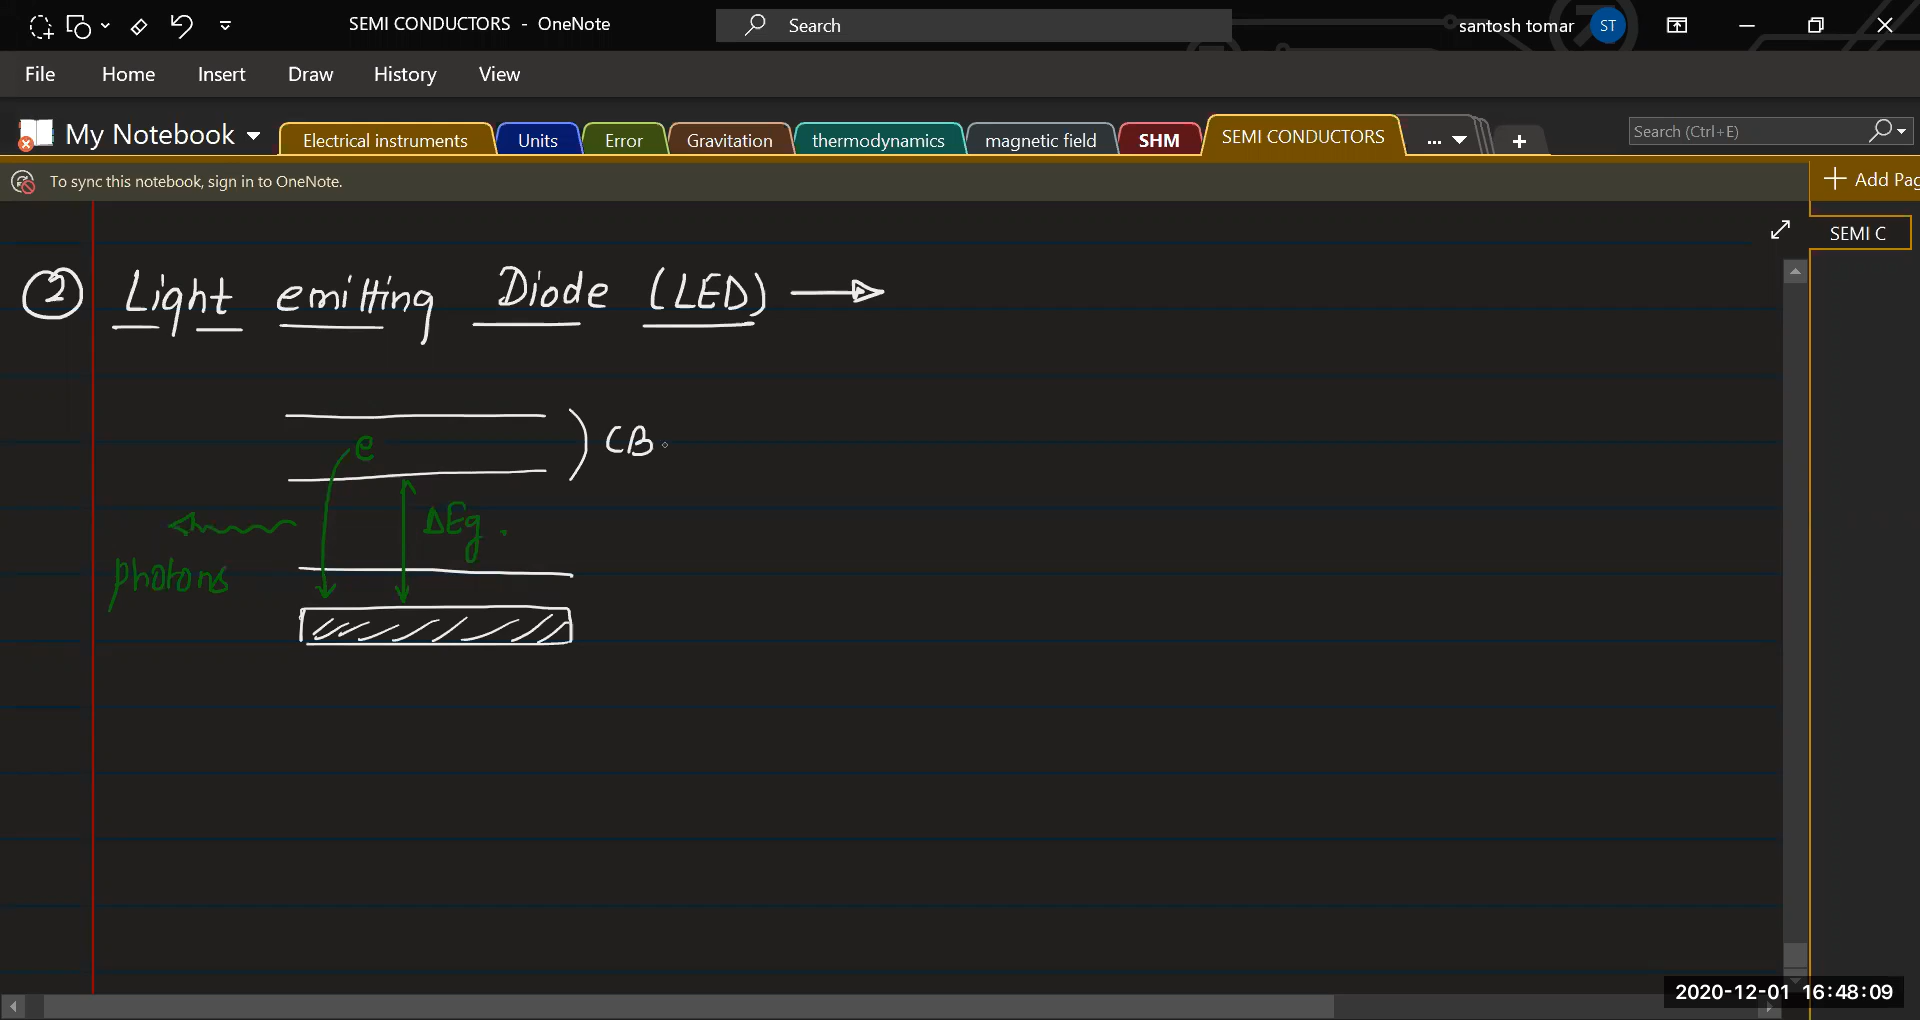 SEMI CONDUCTORS - OneNote
Search
santosh tomar
ST
File Home Insert Draw History View
My Notebook
Electrical instruments
Units
Error
Gravitation
thermodynamics
magnetic field
SHM
SEMI CONDUCTORS
...
Search (Ctrl+E)
To sync this notebook, sign in to OneNote.
Add Pag
SEMI C
② Light emitting Diode (LED) →
e
CB
ΔEg.
Photons
2020-12-01 16:48:09